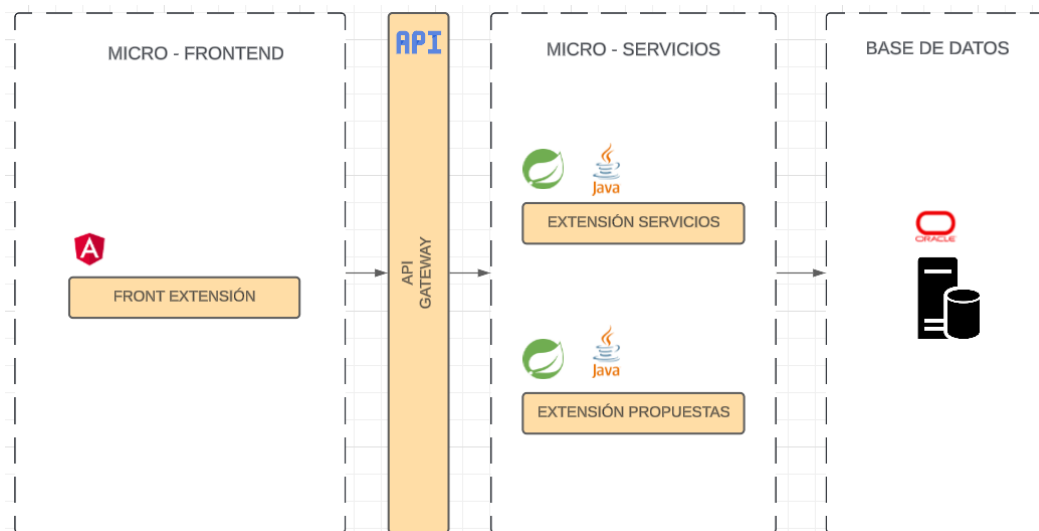 MICRO - FRONTEND
FRONT EXTENSIÓN
API
API
GATEWAY
MICRO - SERVICIOS
Java
EXTENSIÓN SERVICIOS
Java
EXTENSIÓN PROPUESTAS
BASE DE DATOS
ORACLE